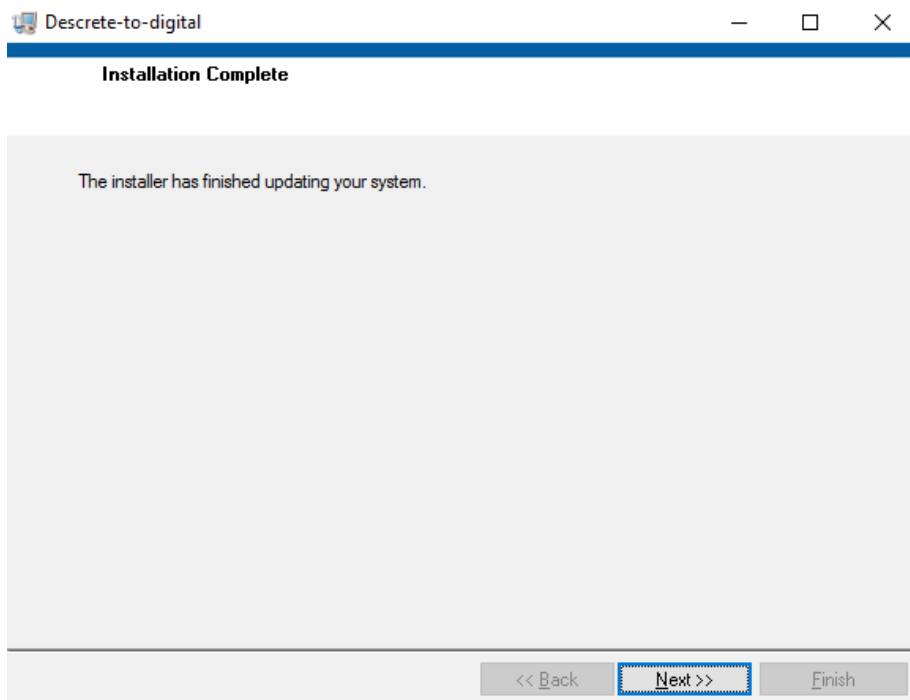 Descrete-to-digital
Installation Complete
The installer has finished updating your system.
<< Back
Next >>
Finish